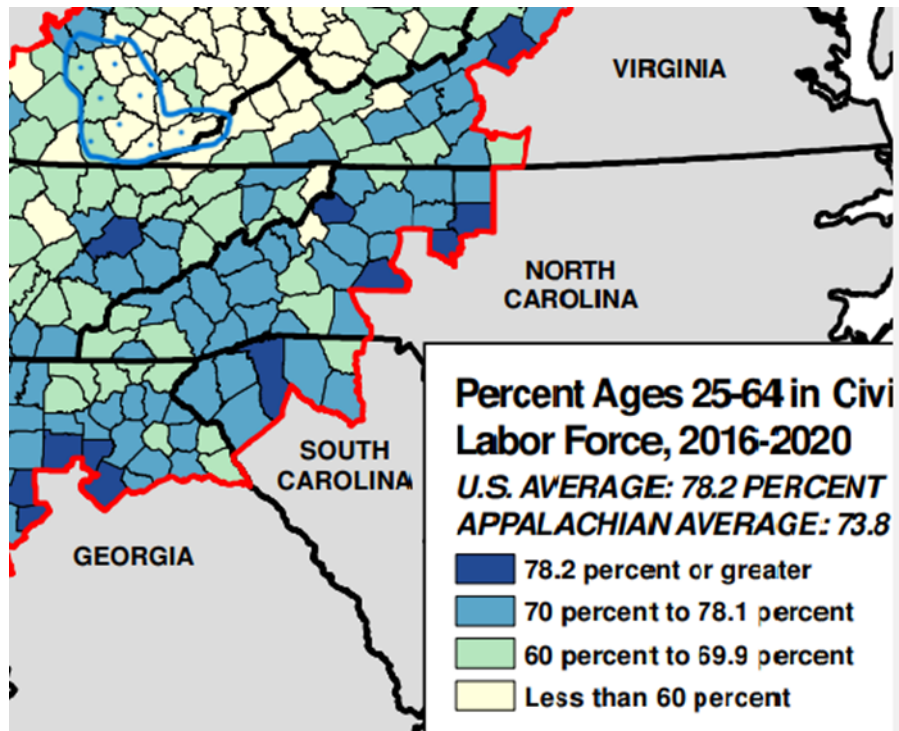 VIRGINIA
NORTH
CAROLINA
Percent Ages 25-64 in Civi
Labor Force, 2016-2020
U.S. AVERAGE: 78.2 PERCENT
APPALACHIAN AVERAGE: 73.8
78.2 percent or greater
70 percent to 78.1 percent
60 percent to 69.9 percent
Less than 60 percent
SOUTH
CAROLINA
GEORGIA